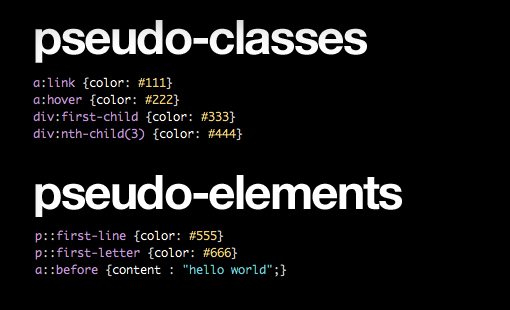 pseudo-classes
a:link {color: #111}
a:hover {color: #222}
div:first-child {color: #333}
div:nth-child(3) {color: #444}
pseudo-elements
p::first-line {color: #555}
p::first-letter {color: #666}
a::before {content : "hello world";}